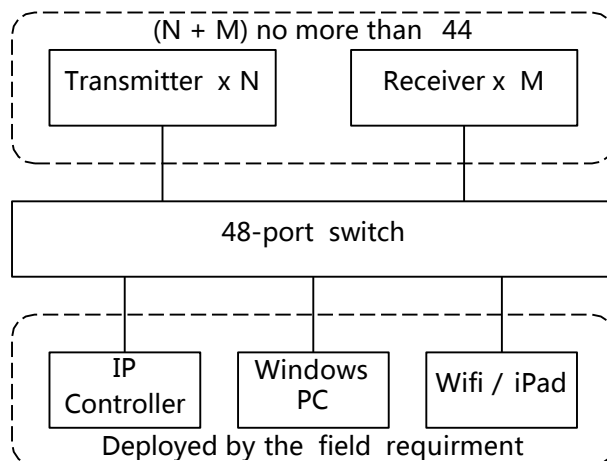 (N + M) no more than 44
Transmitter x N
Receiver x M
48-port switch
IP
Controller
Windows
PC
Wifi / iPad
Deployed by the field requirment